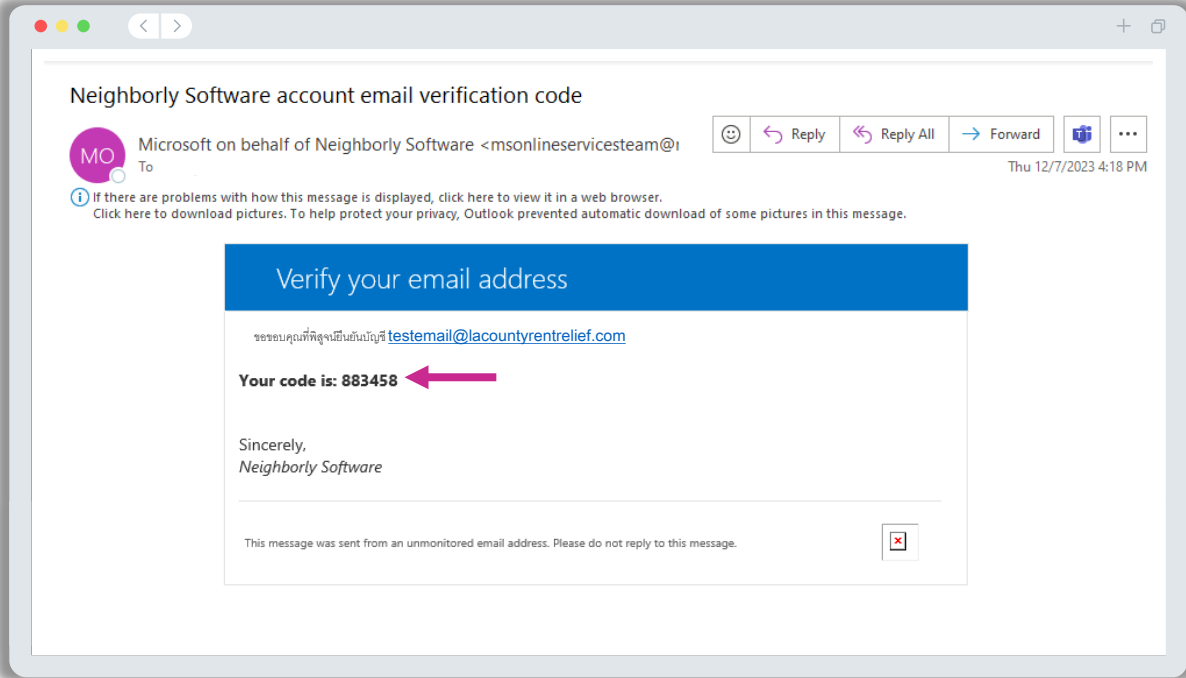 Neighborly Software account email verification code
MO
Microsoft on behalf of Neighborly Software <msonlineservicesteam@r
Reply
Reply All
Forward
To
Thu 12/7/2023 4:18 PM
If there are problems with how this message is displayed, click here to view it in a web browser.
Click here to download pictures. To help protect your privacy, Outlook prevented automatic download of some pictures in this message.
Verify your email address
ขอขอบคุณที่พิสูจน์ยืนยันบัญชี testemail@lacountyrentrelief.com
Your code is: 883458
Sincerely,
Neighborly Software
This message was sent from an unmonitored email address. Please do not reply to this message.